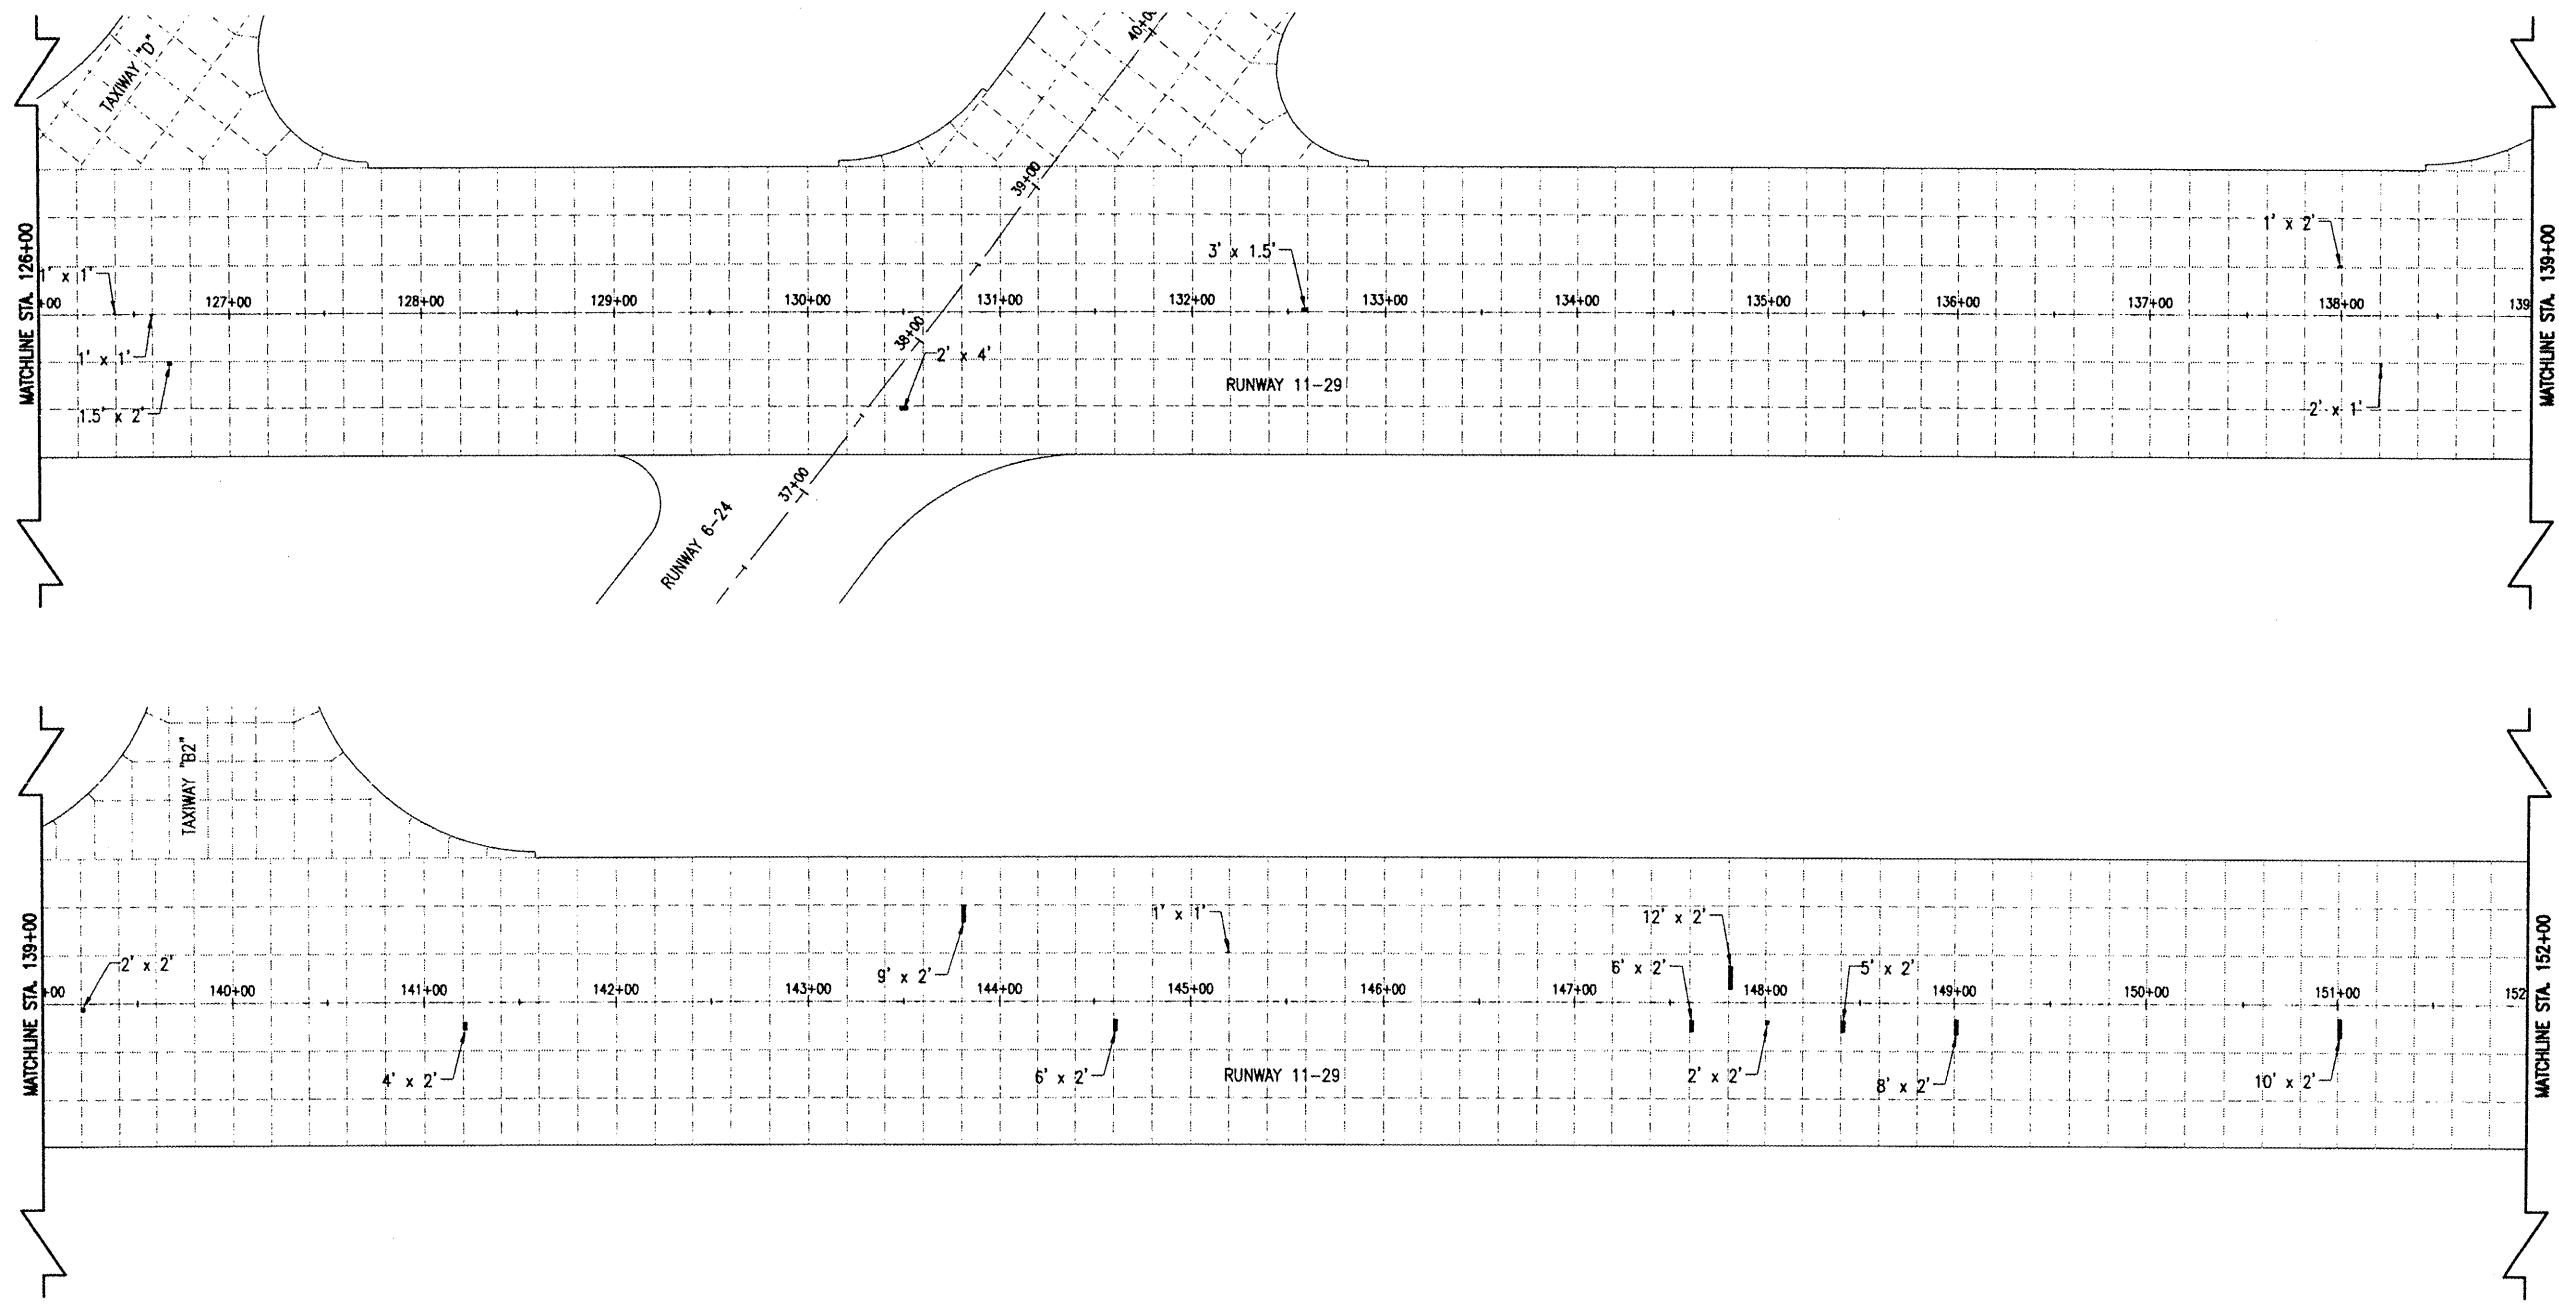 TAXIWAY "D"
40+0
39+00
MATCHLINE STA. 126+00
MATCHLINE STA. 139+00
1' x 2'
3' x 1.5'
1' x 1'
+00
127+00
128+00
129+00
130+00
131+00
132+00
133+00
134+00
135+00
136+00
137+00
138+00
139
38+00
1' x 1'
2' x 4'
RUNWAY 11-29
1.5' x 2'
2' x 1'
37+00
RUNWAY 6-24
TAXIWAY "B2"
MATCHLINE STA. 139+00
MATCHLINE STA. 152+00
1' x 1'
12' x 2'
2' x 2'
9' x 2'
6' x 2'
5' x 2'
+00
140+00
141+00
142+00
143+00
144+00
145+00
146+00
147+00
148+00
149+00
150+00
151+00
152
4' x 2'
6' x 2'
RUNWAY 11-29
2' x 2'
8' x 2'
10' x 2'